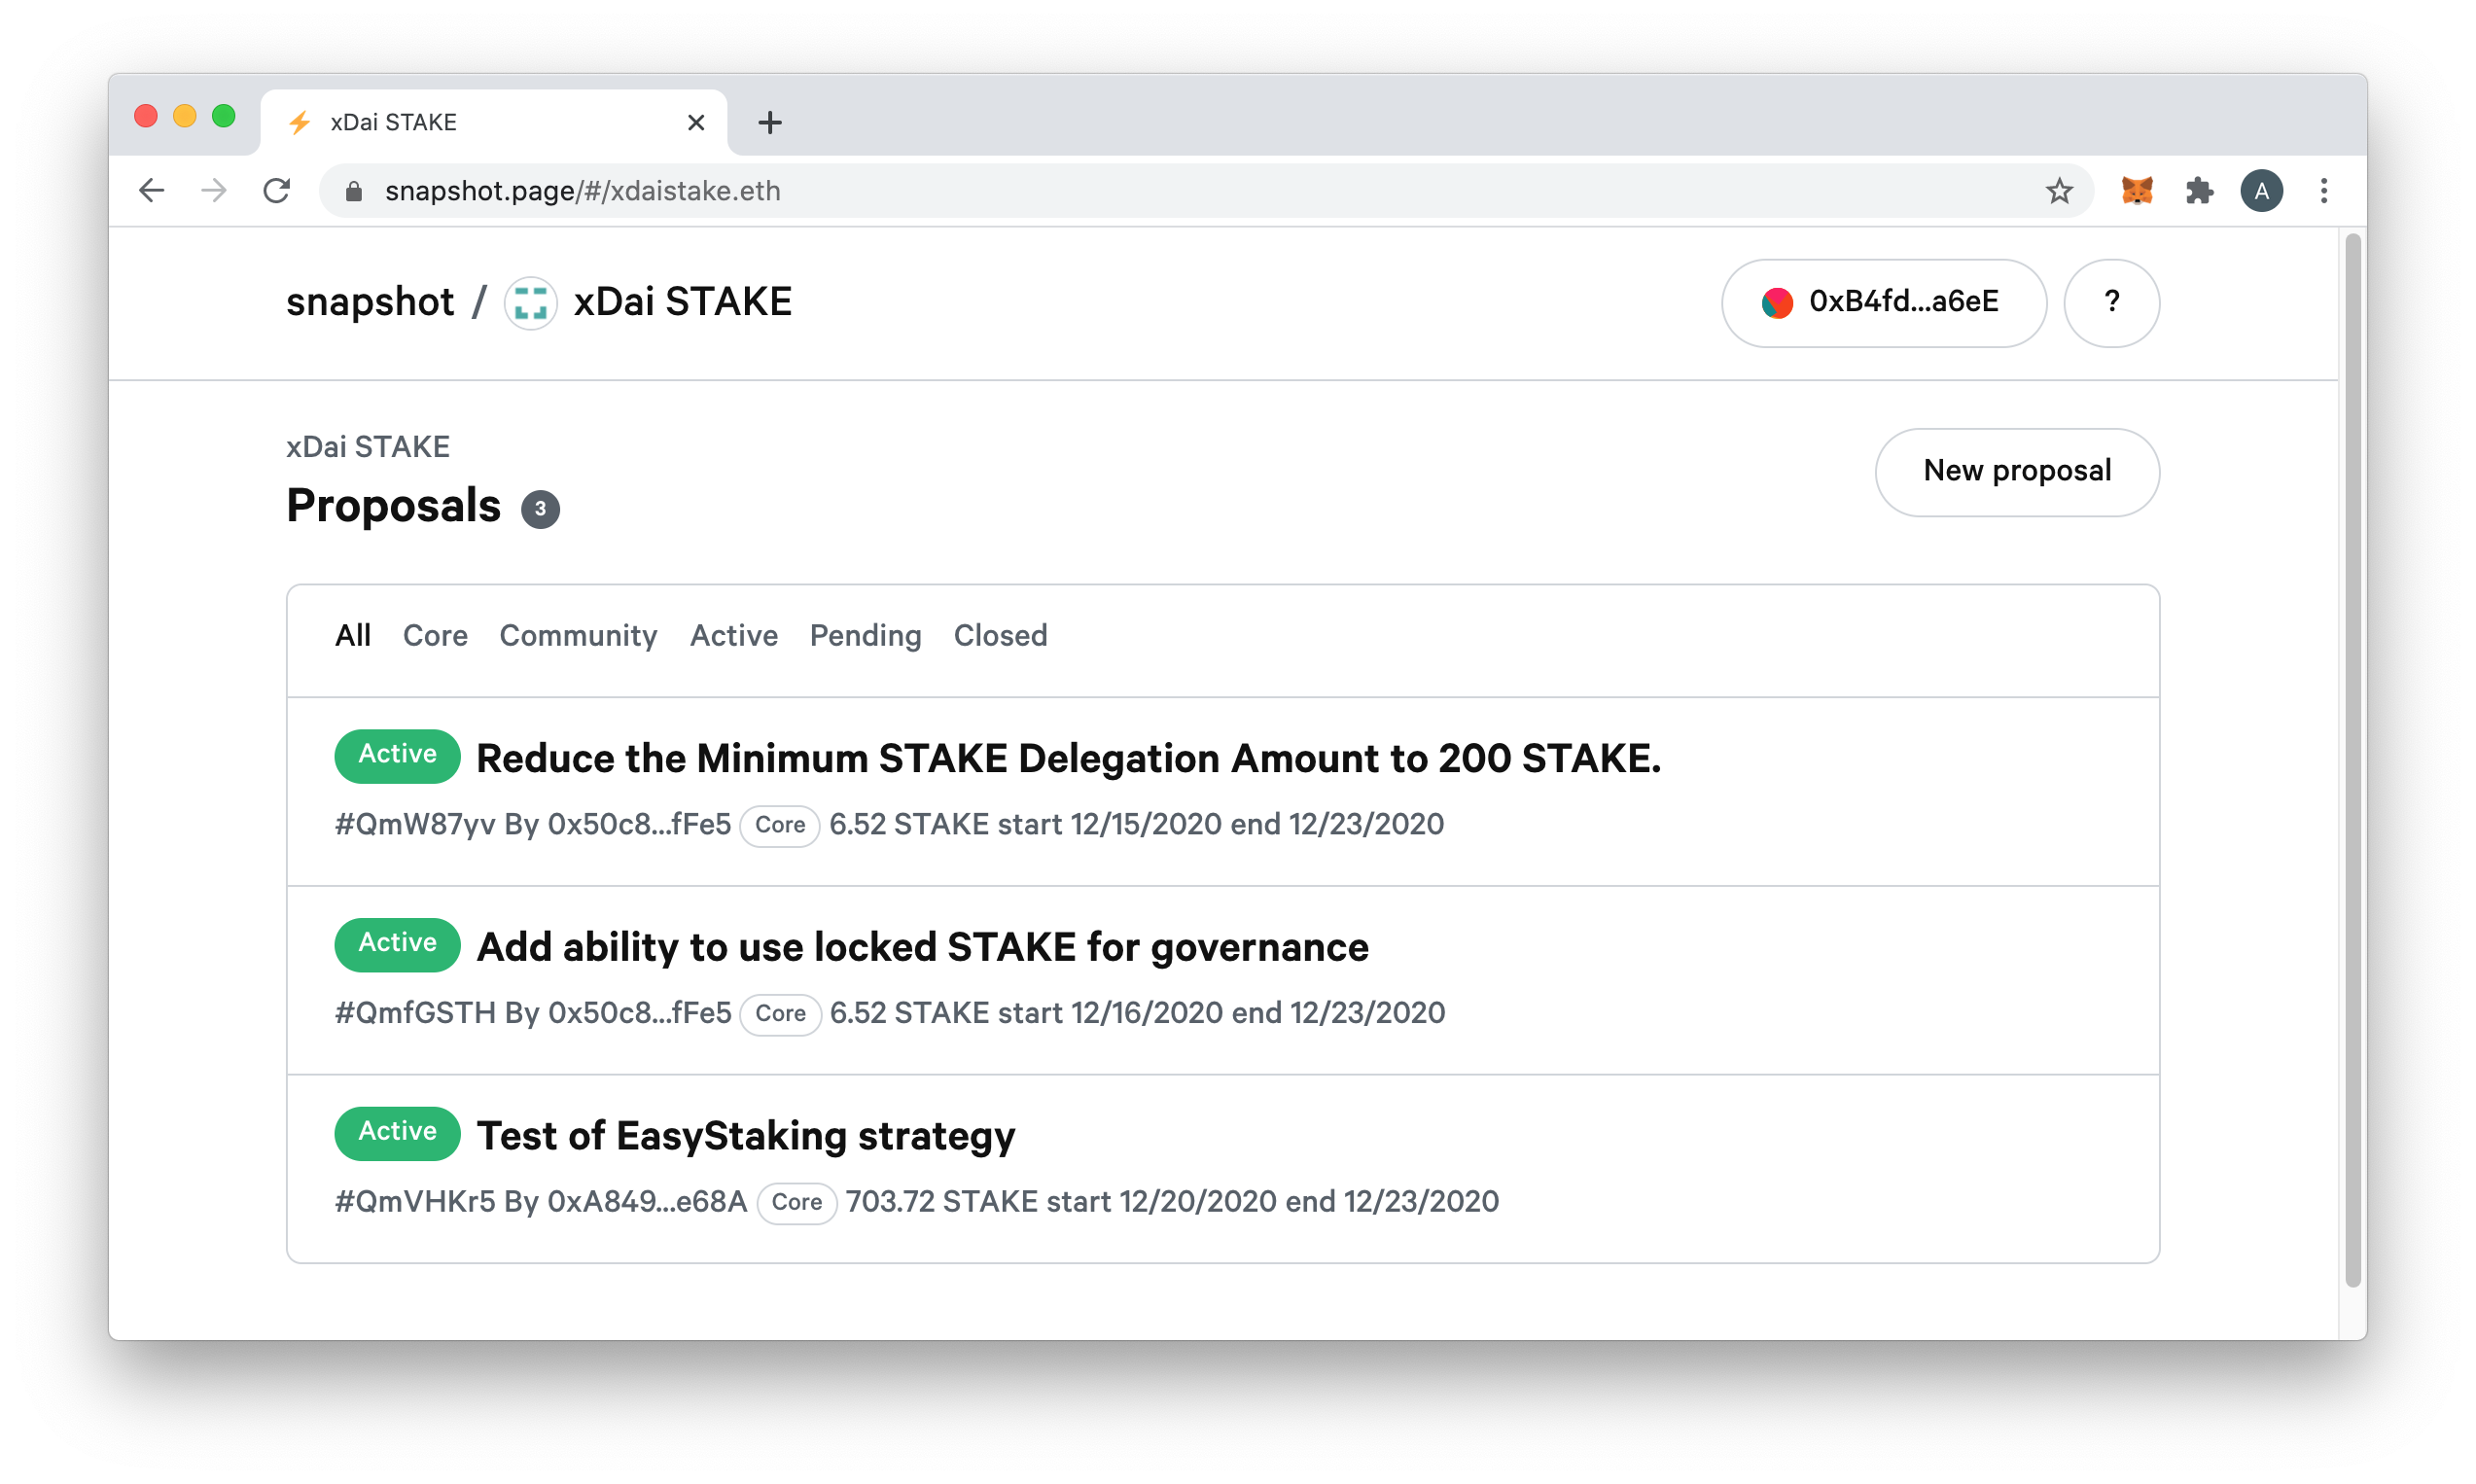 xDai STAKE
snapshot.page/#/xdaistake.eth
A
snapshot / xDai STAKE
0xB4fd...a6eE
?
xDai STAKE
New proposal
Proposals 3
All Core Community Active Pending Closed
Active Reduce the Minimum STAKE Delegation Amount to 200 STAKE.
#QmW87yv By 0x50c8...fFe5 Core 6.52 STAKE start 12/15/2020 end 12/23/2020
Active Add ability to use locked STAKE for governance
#QmfGSTH By 0x50c8...fFe5 Core 6.52 STAKE start 12/16/2020 end 12/23/2020
Active Test of EasyStaking strategy
#QmVHKr5 By 0xA849...e68A Core 703.72 STAKE start 12/20/2020 end 12/23/2020